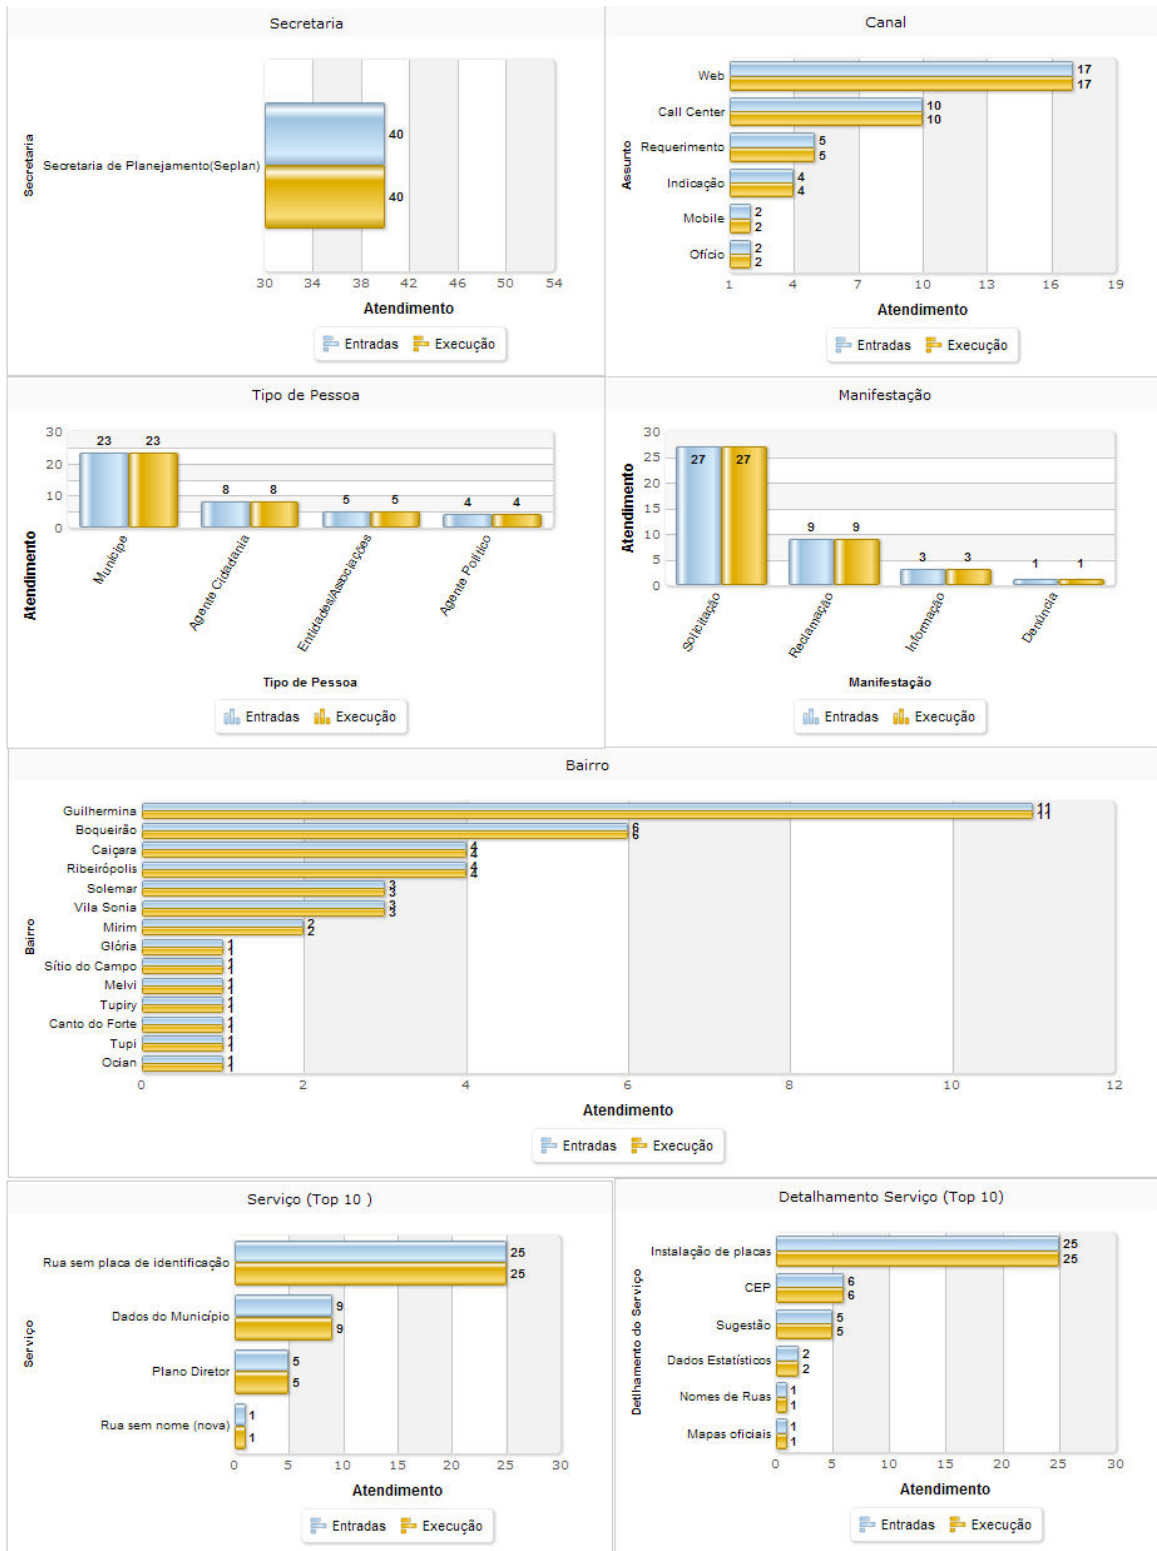 Secretaria
Secretaria
Secretaria de Planejamento(Seplan)
40
40
30 34 38 42 46 50 54
Atendimento
Entradas Execução
Canal
Assunto
Web 17
17
Call Center 10
10
Requerimento 5
5
Indicação 4
4
Mobile 2
2
Ofício 2
2
1 4 7 10 13 16 19
Atendimento
Entradas Execução
Tipo de Pessoa
Atendimento
30
20
10
0
23 23 8 8 5 5 4 4
Munícipe Agente Cidadania Entidades/Associações Agente Político
Tipo de Pessoa
Entradas Execução
Manifestação
Atendimento
30
25
20
15
10
5
0
27 27 9 9 3 3 1 1
Solicitação Reclamação Informação Denúncia
Manifestação
Entradas Execução
Bairro
Bairro
Guilhermina 11
11
Boqueirão 6
6
Caiçara 4
4
Ribeirópolis 4
4
Solemar 3
3
Vila Sonia 3
3
Mirim 2
2
Glória 1
1
Sítio do Campo 1
1
Melvi 1
1
Tupiry 1
1
Canto do Forte 1
1
Tupi 1
1
Ocian 1
1
0 2 4 6 8 10 12
Atendimento
Entradas Execução
Serviço (Top 10 )
Serviço
Rua sem placa de identificação 25
25
Dados do Município 9
9
Plano Diretor 5
5
Rua sem nome (nova) 1
1
0 5 10 15 20 25 30
Atendimento
Entradas Execução
Detalhamento Serviço (Top 10)
Detlhamento do Serviço
Instalação de placas 25
25
CEP 6
6
Sugestão 5
5
Dados Estatísticos 2
2
Nomes de Ruas 1
1
Mapas oficiais 1
1
0 5 10 15 20 25 30
Atendimento
Entradas Execução